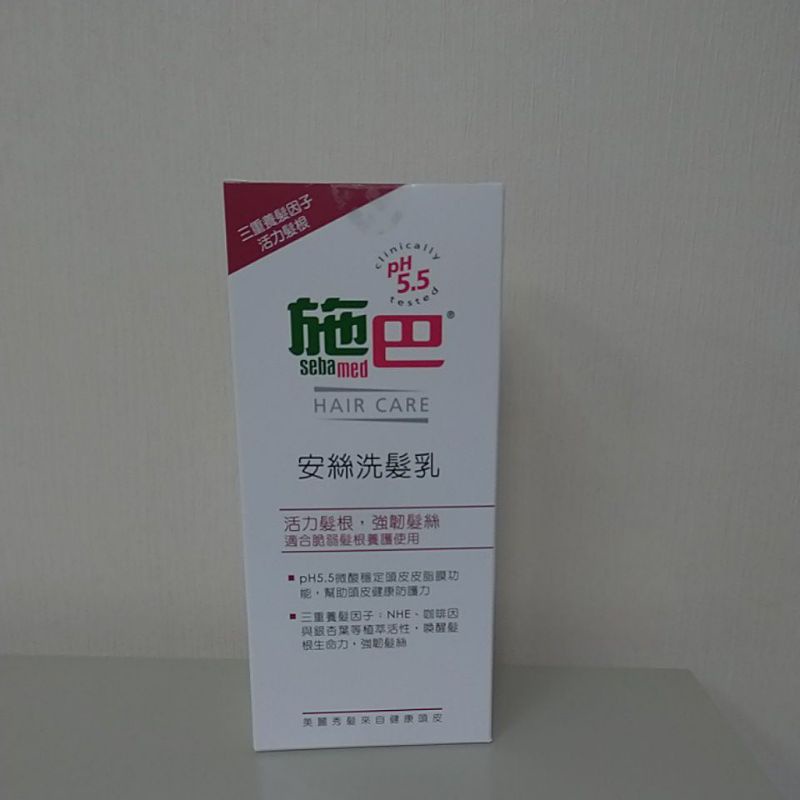 三重養髮因子
活力髮根
clinically
pH
5.5
tested
施巴®
sebamed
HAIR CARE
安絲洗髮乳
活力髮根，強韌髮絲
適合脆弱髮根養護使用
■ pH5.5微酸穩定頭皮皮脂膜功
能，幫助頭皮健康防護力
■ 三重養髮因子：NHE、咖啡因
與銀杏葉等植萃活性，喚醒髮
根生命力，強韌髮絲
美麗秀髮來自健康頭皮